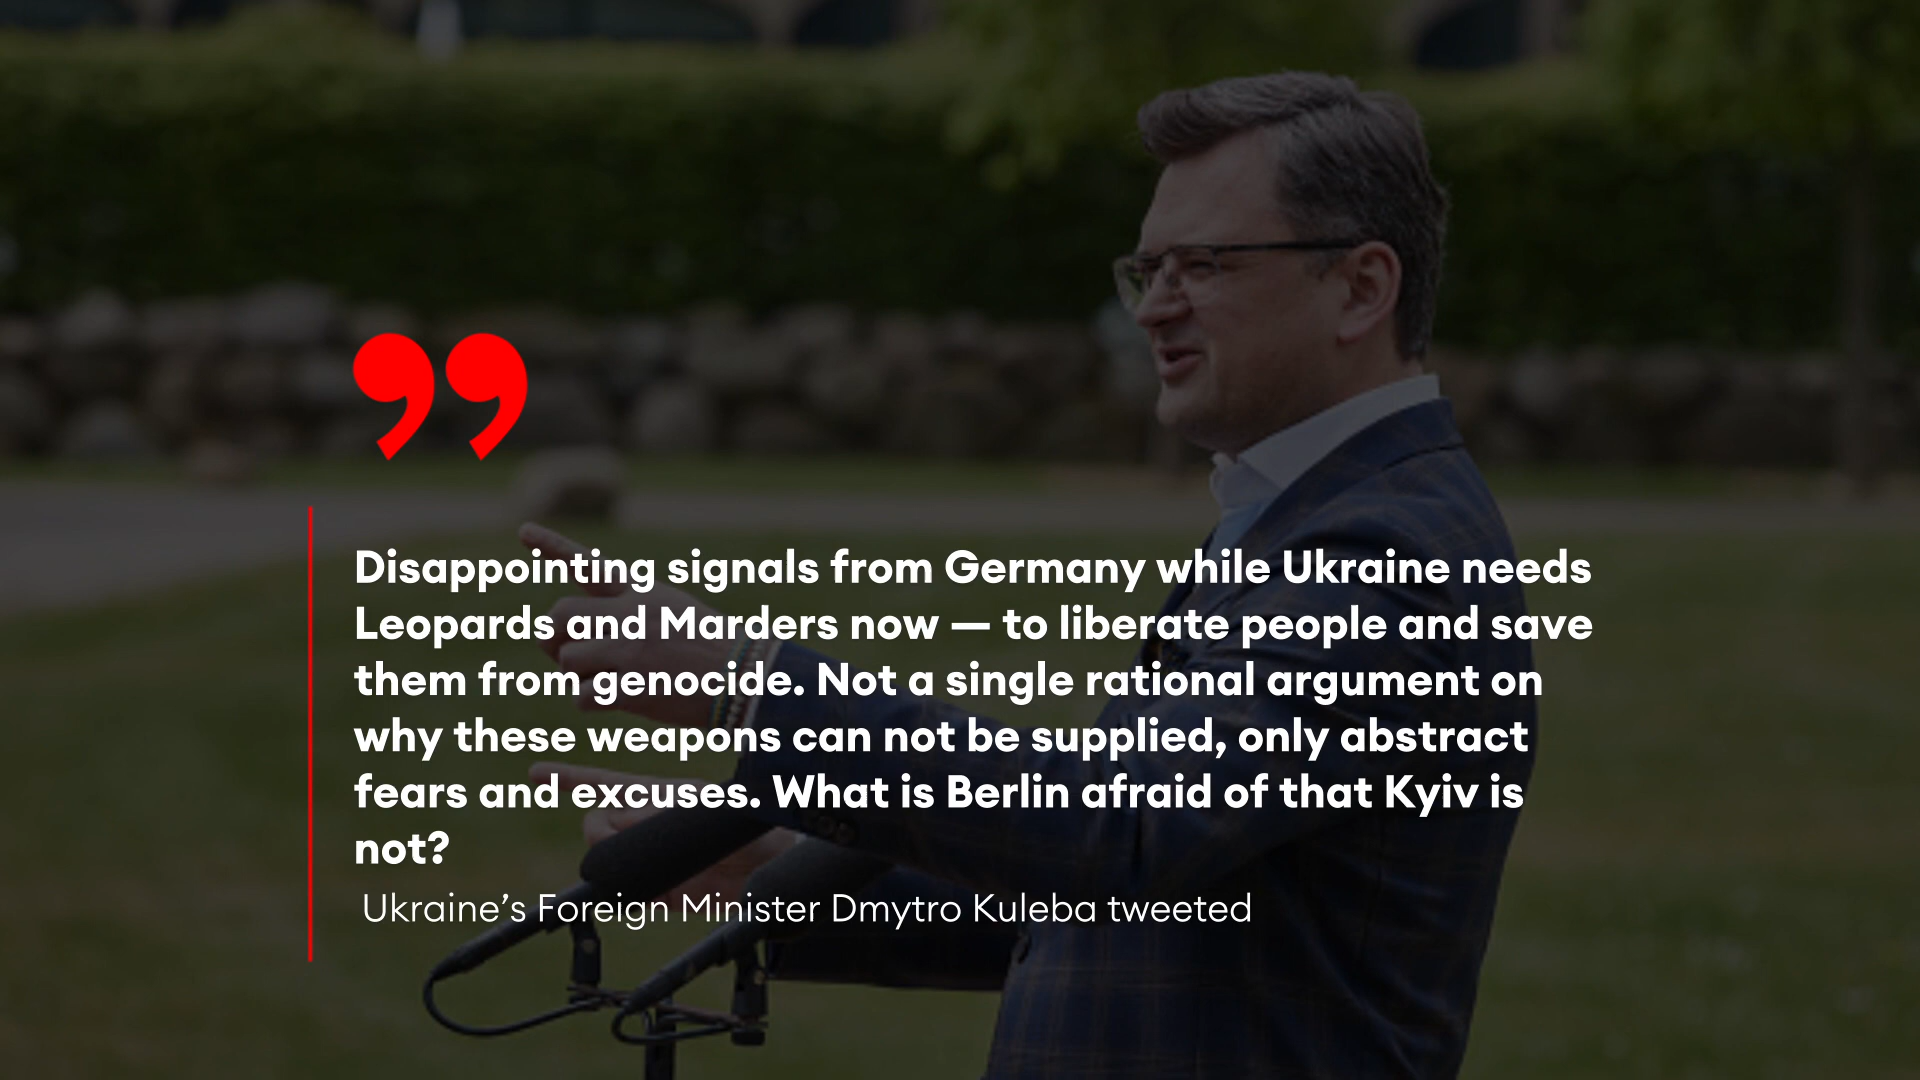 ”
Disappointing signals from Germany while Ukraine needs
Leopards and Marders now — to liberate people and save
them from genocide. Not a single rational argument on
why these weapons can not be supplied, only abstract
fears and excuses. What is Berlin afraid of that Kyiv is
not?
Ukraine’s Foreign Minister Dmytro Kuleba tweeted